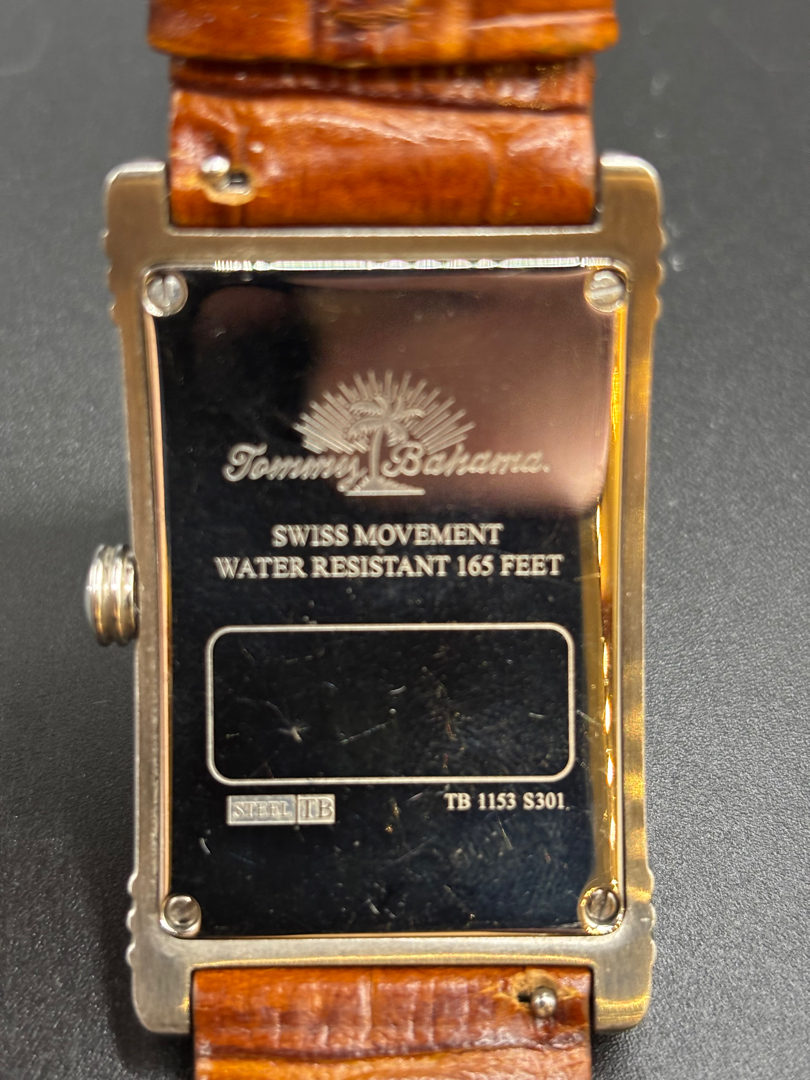 Tommy Bahama.
SWISS MOVEMENT
WATER RESISTANT 165 FEET
STEEL TB TB 1153 S301